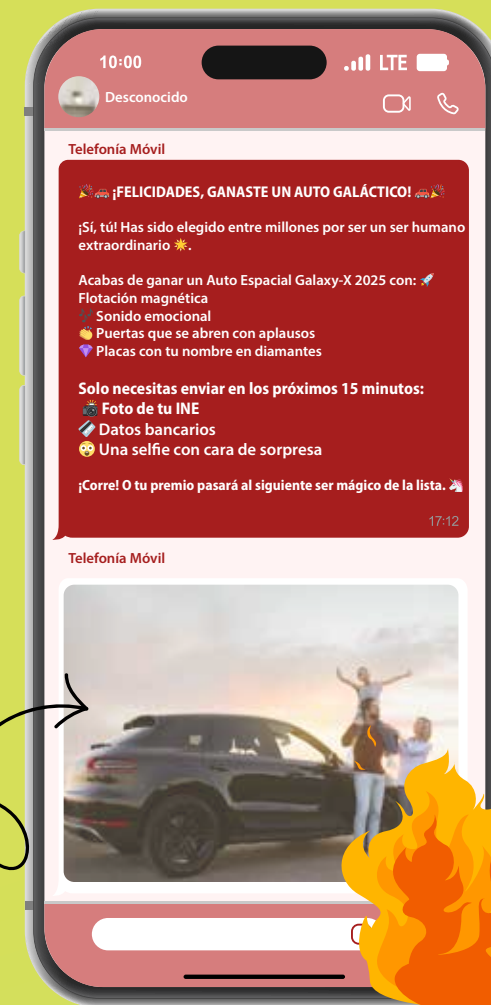 10:00
LTE
Desconocido
Telefonía Móvil
🎉🚗 ¡FELICIDADES, GANASTE UN AUTO GALÁCTICO! 🚗🎉
¡Sí, tú! Has sido elegido entre millones por ser un ser humano
extraordinario 🌟.
Acabas de ganar un Auto Espacial Galaxy-X 2025 con: 🚀
Flotación magnética
🎶 Sonido emocional
👏 Puertas que se abren con aplausos
💎 Placas con tu nombre en diamantes
Solo necesitas enviar en los próximos 15 minutos:
📸 Foto de tu INE
💳 Datos bancarios
😳 Una selfie con cara de sorpresa
¡Corre! O tu premio pasará al siguiente ser mágico de la lista. 🦄
17:12
Telefonía Móvil